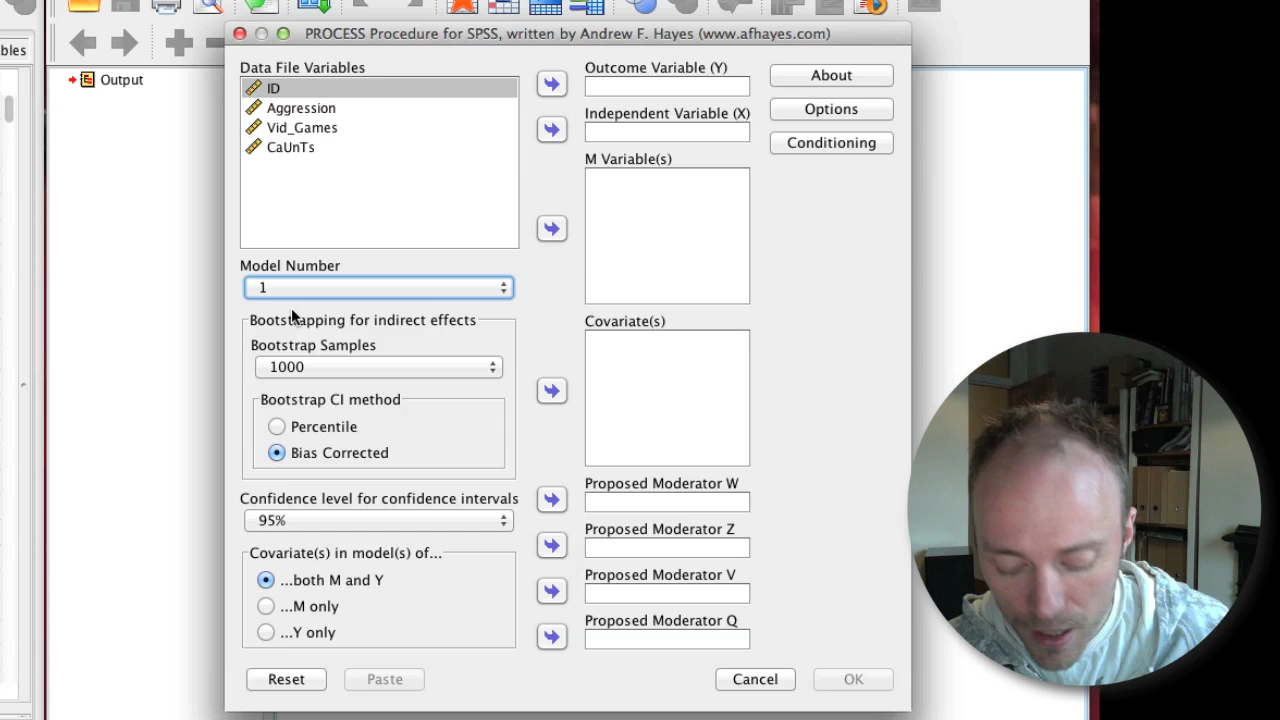 PROCESS Procedure for SPSS, written by Andrew F. Hayes (www.afhayes.com)
bles
Output
Data File Variables
ID
Aggression
Vid_Games
CaUnTs
Model Number
1
Bootstrapping for indirect effects
Bootstrap Samples
1000
Bootstrap CI method
Percentile
Bias Corrected
Confidence level for confidence intervals
95%
Covariate(s) in model(s) of...
...both M and Y
...M only
...Y only
Reset
Paste
Outcome Variable (Y)
Independent Variable (X)
M Variable(s)
Covariate(s)
Proposed Moderator W
Proposed Moderator Z
Proposed Moderator V
Proposed Moderator Q
Cancel
OK
About
Options
Conditioning